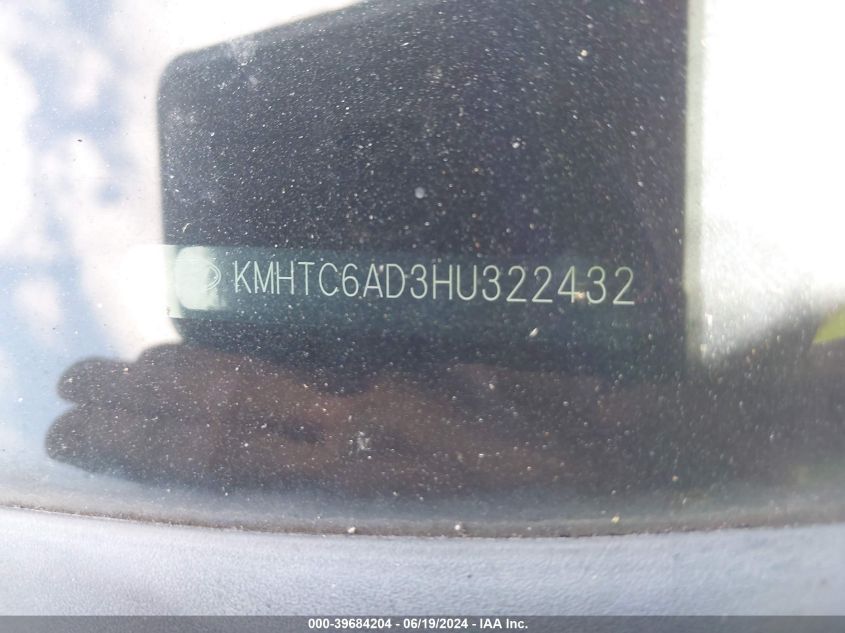 KMHTC6AD3HU322432
000-39684204 - 06/19/2024 - IAA Inc.